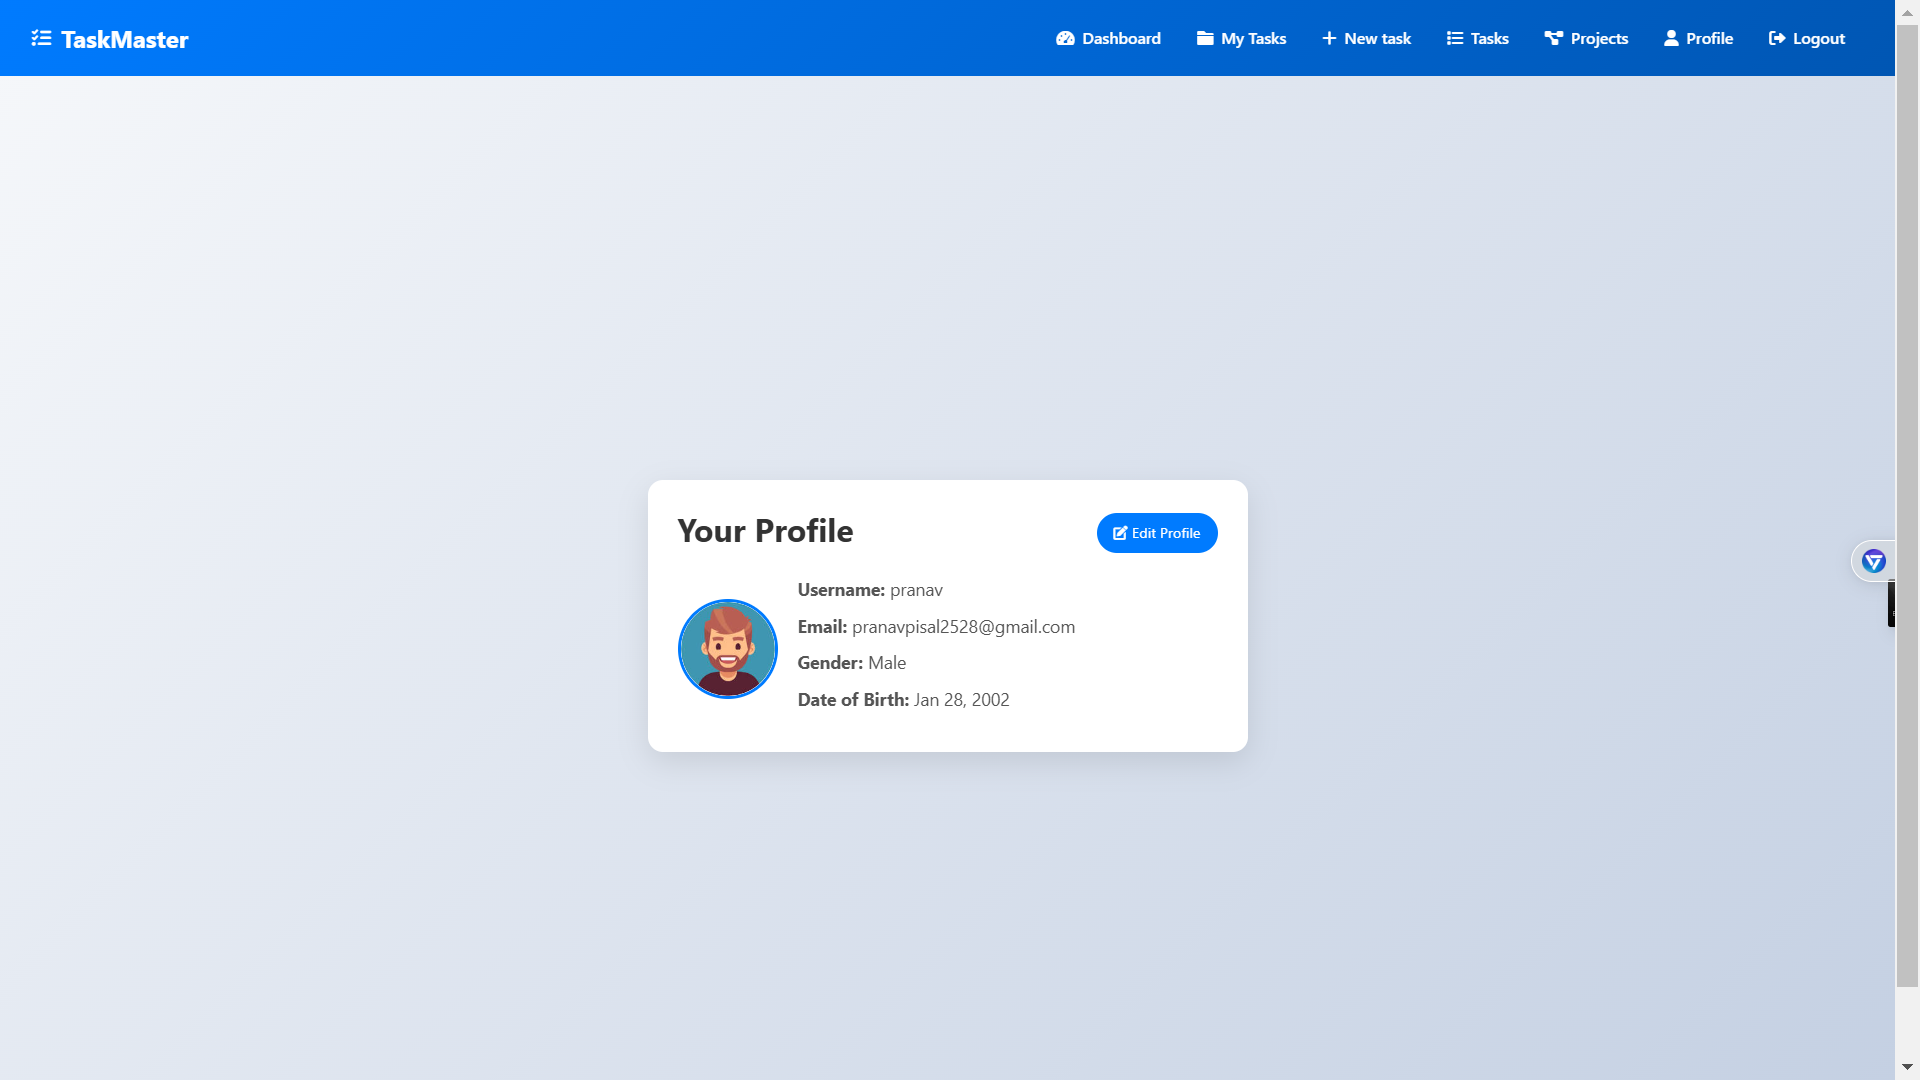 TaskMaster
Dashboard My Tasks New task Tasks Projects Profile Logout
Your Profile
Edit Profile
Username: pranav
Email: pranavpisal2528@gmail.com
Gender: Male
Date of Birth: Jan 28, 2002